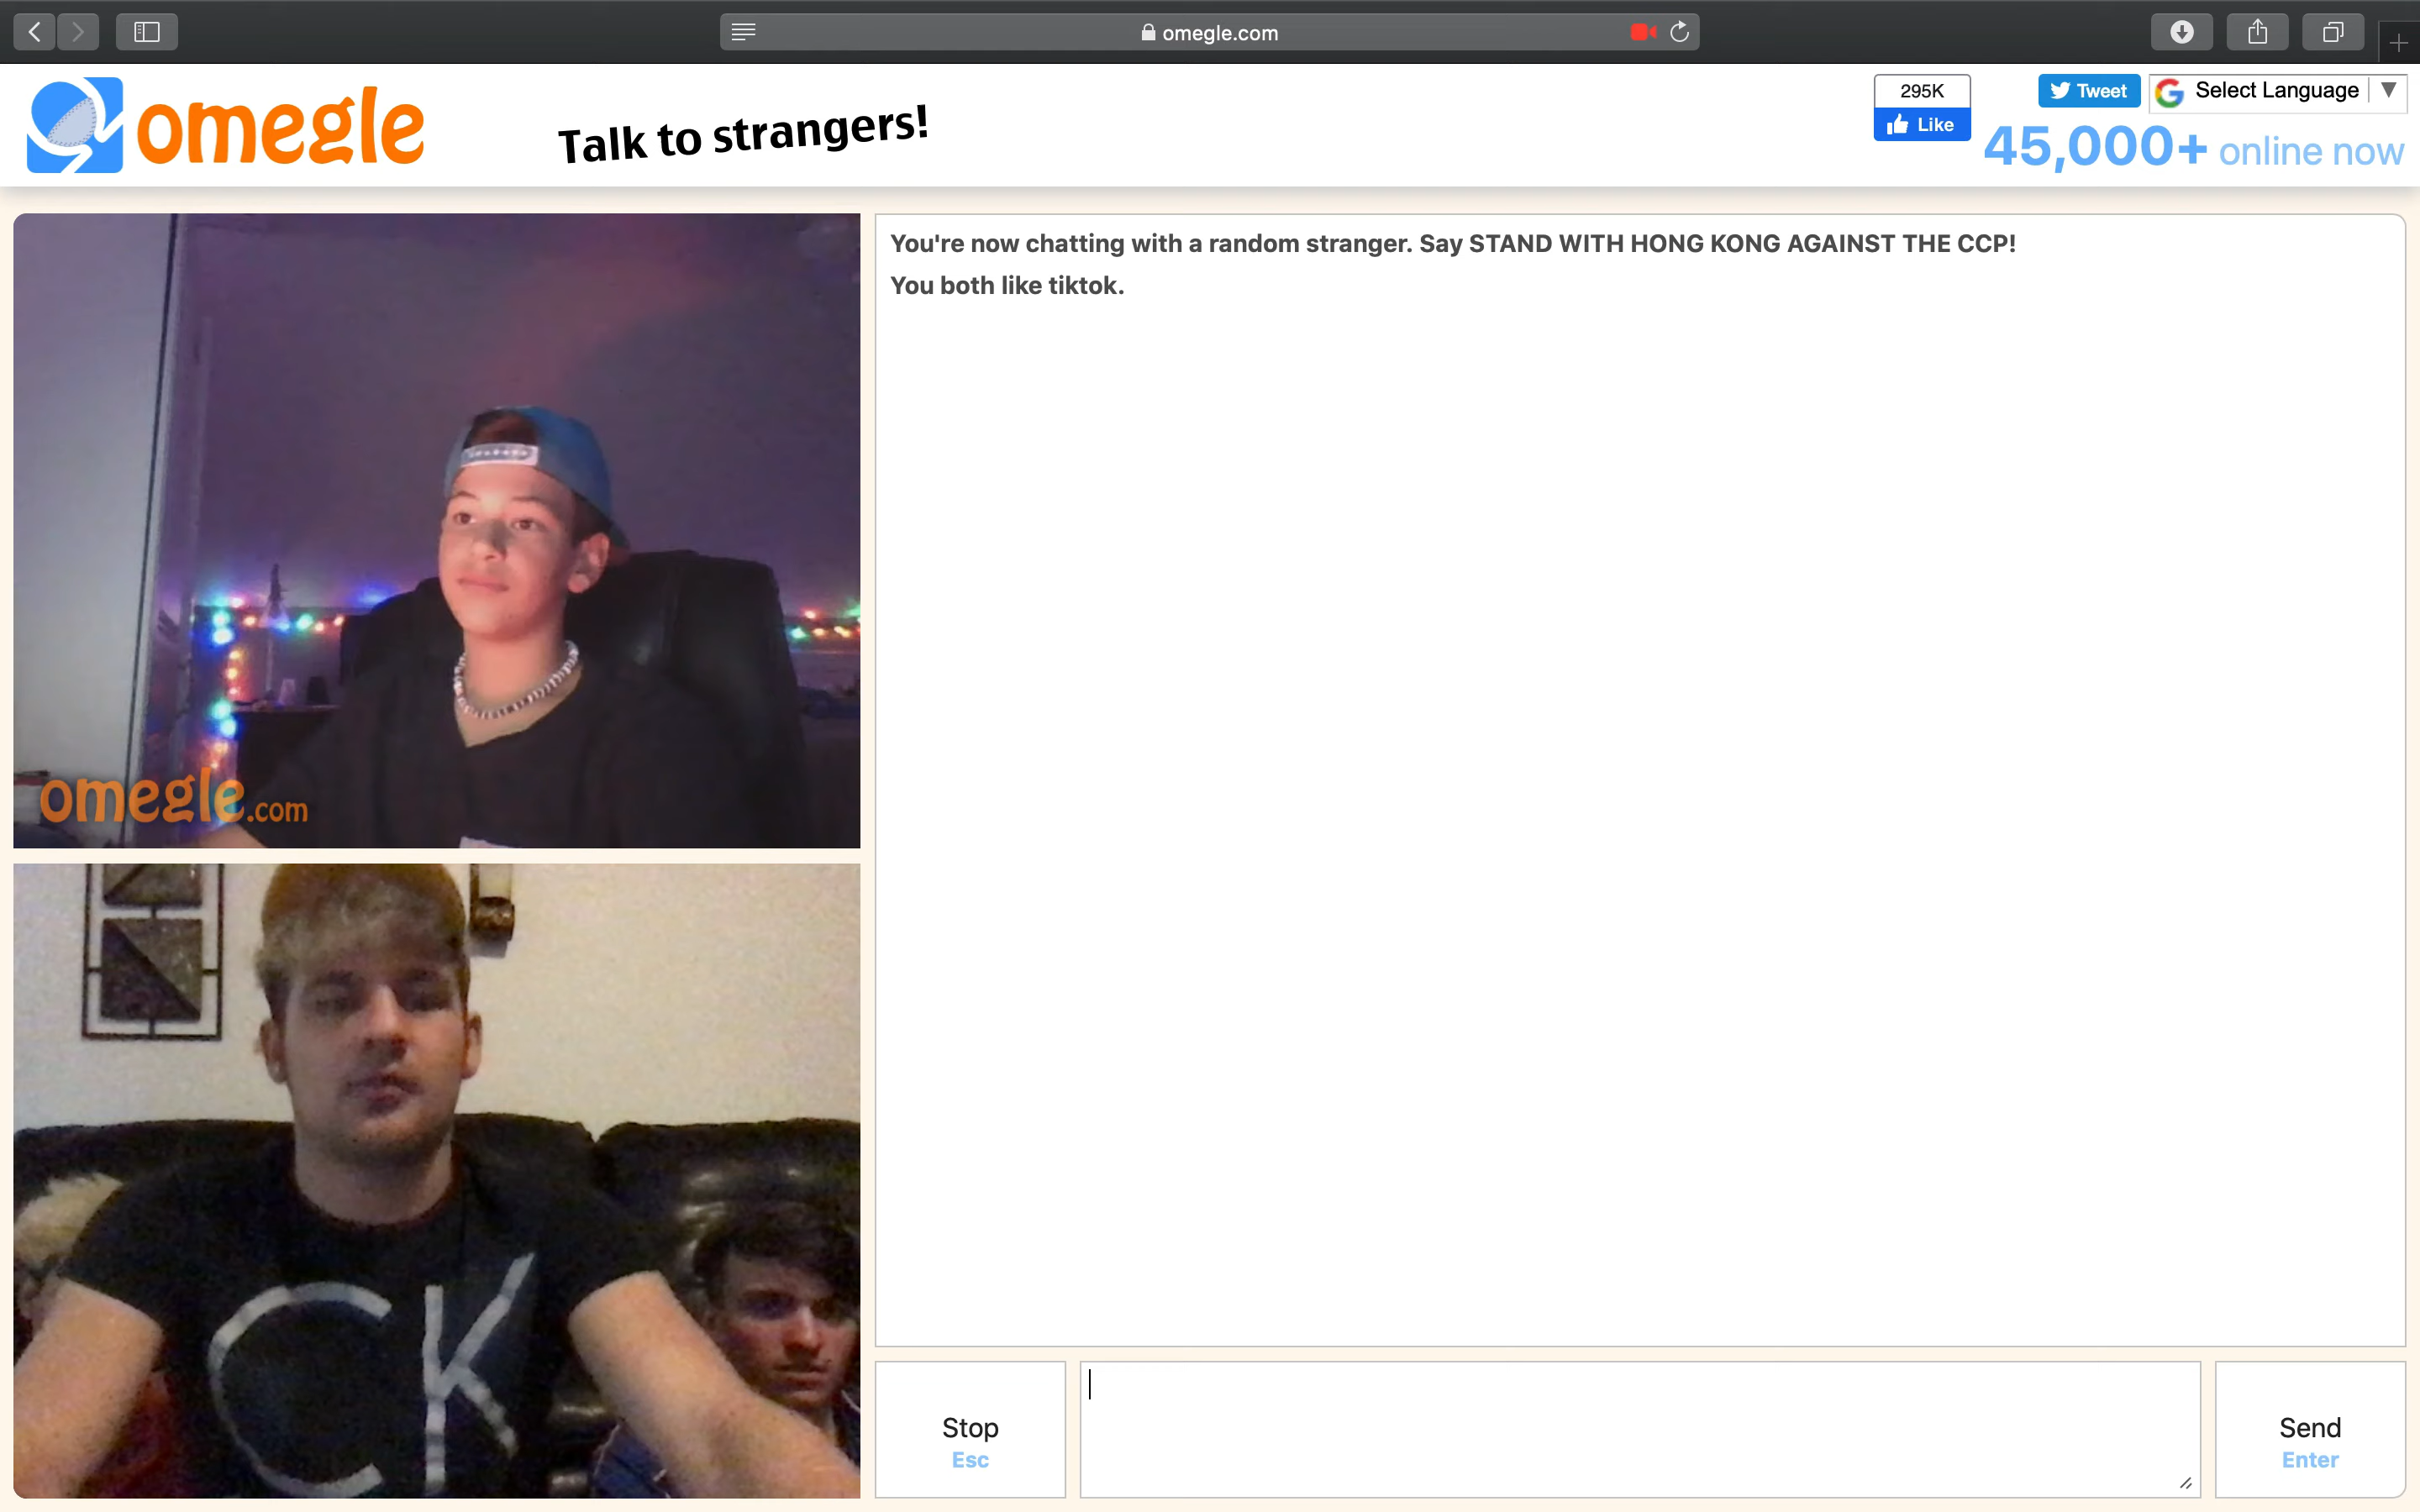 omegle.com
omegle
Talk to strangers!
295K
Like
Tweet
Select Language
45,000+ online now
You're now chatting with a random stranger. Say STAND WITH HONG KONG AGAINST THE CCP!
You both like tiktok.
omegle.com
CK
Stop
Esc
Send
Enter